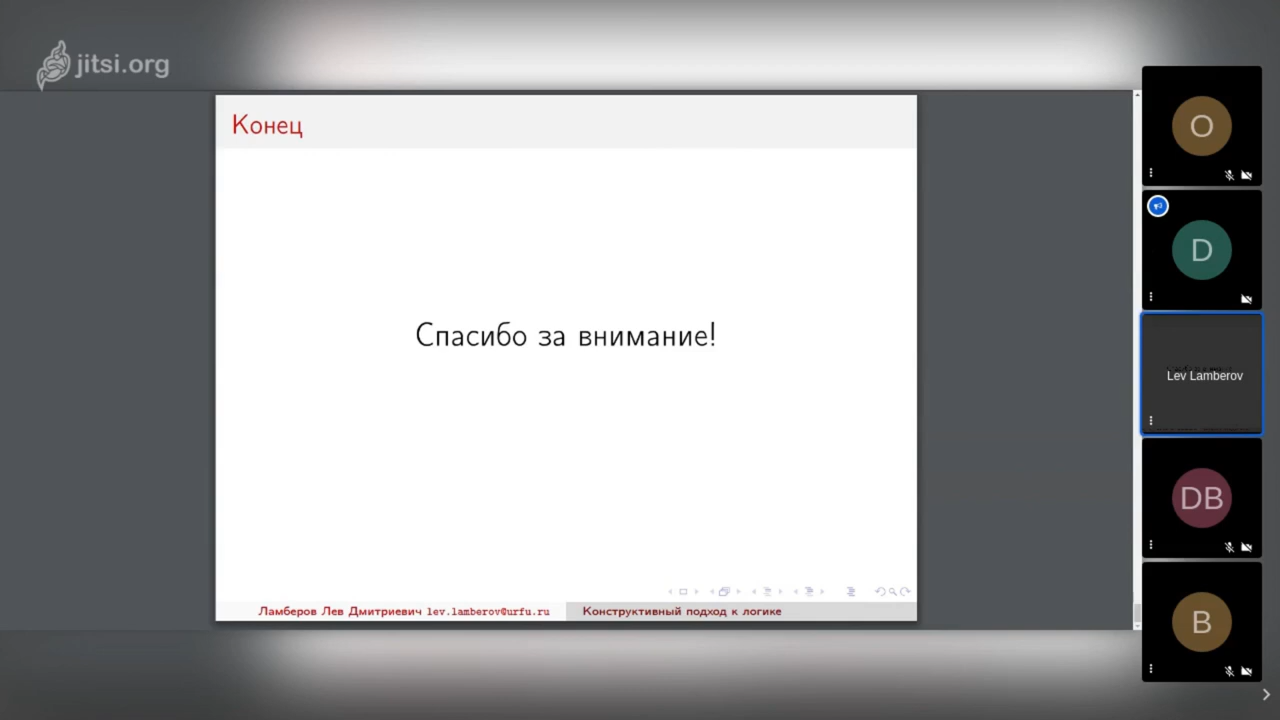 jitsi.org
Конец
Спасибо за внимание!
Ламберов Лев Дмитриевич lev.lamberov@urfu.ru
Конструктивный подход к логике
O
D
Lev Lamberov
DB
B